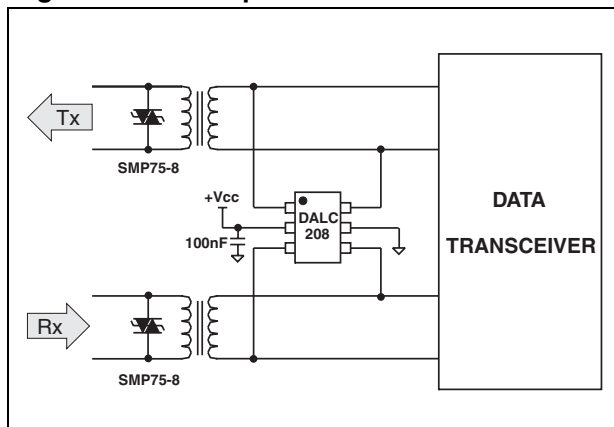 Tx
SMP75-8
+Vcc
100nF
DALC
208
DATA
TRANSCEIVER
Rx
SMP75-8